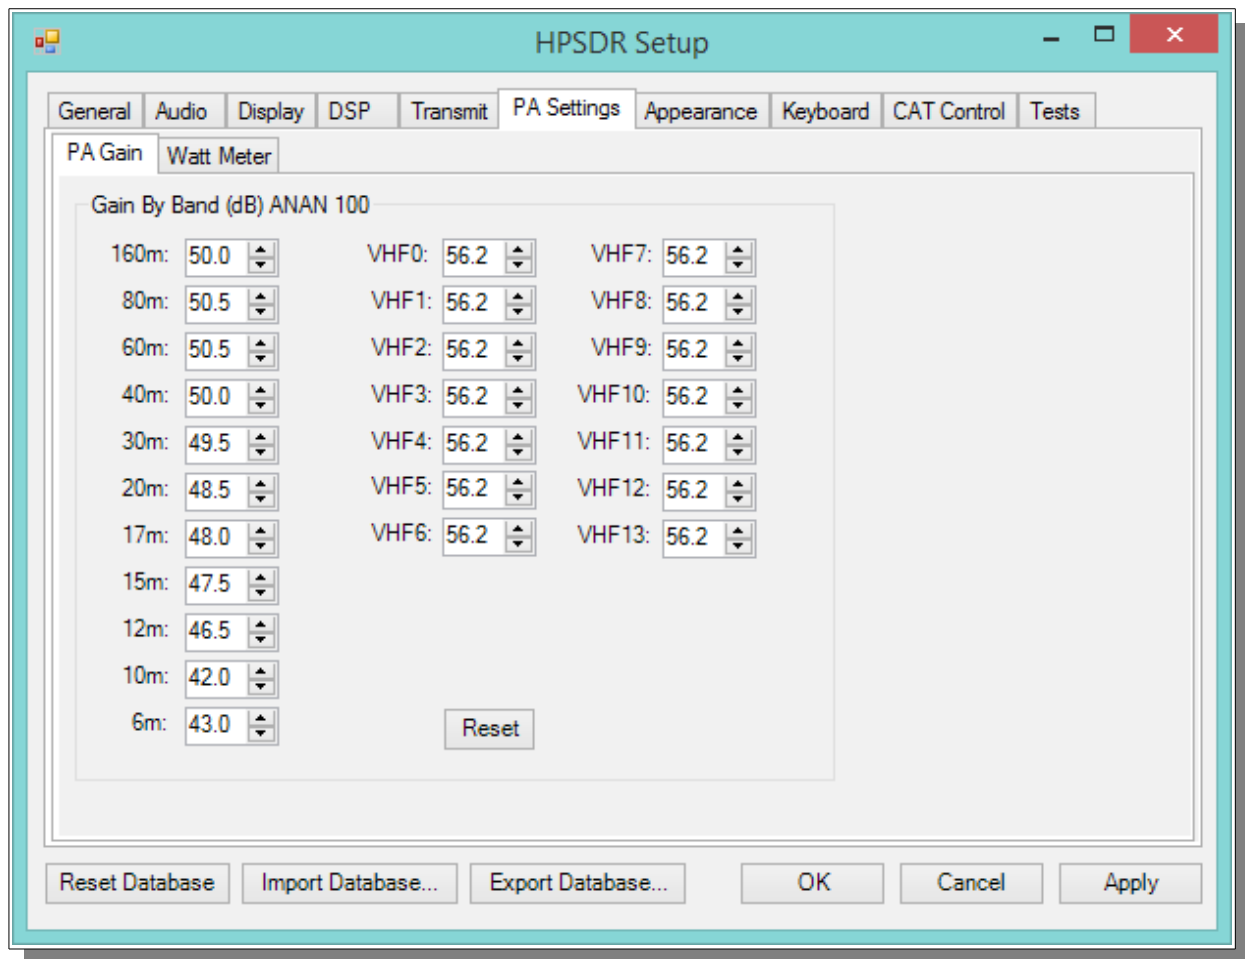 HPSDR Setup
General Audio Display DSP Transmit PA Settings Appearance Keyboard CAT Control Tests
PA Gain Watt Meter
Gain By Band (dB) ANAN 100
160m: 50.0 VHF0: 56.2 VHF7: 56.2
80m: 50.5 VHF1: 56.2 VHF8: 56.2
60m: 50.5 VHF2: 56.2 VHF9: 56.2
40m: 50.0 VHF3: 56.2 VHF10: 56.2
30m: 49.5 VHF4: 56.2 VHF11: 56.2
20m: 48.5 VHF5: 56.2 VHF12: 56.2
17m: 48.0 VHF6: 56.2 VHF13: 56.2
15m: 47.5
12m: 46.5
10m: 42.0
6m: 43.0 Reset
Reset Database Import Database... Export Database... OK Cancel Apply